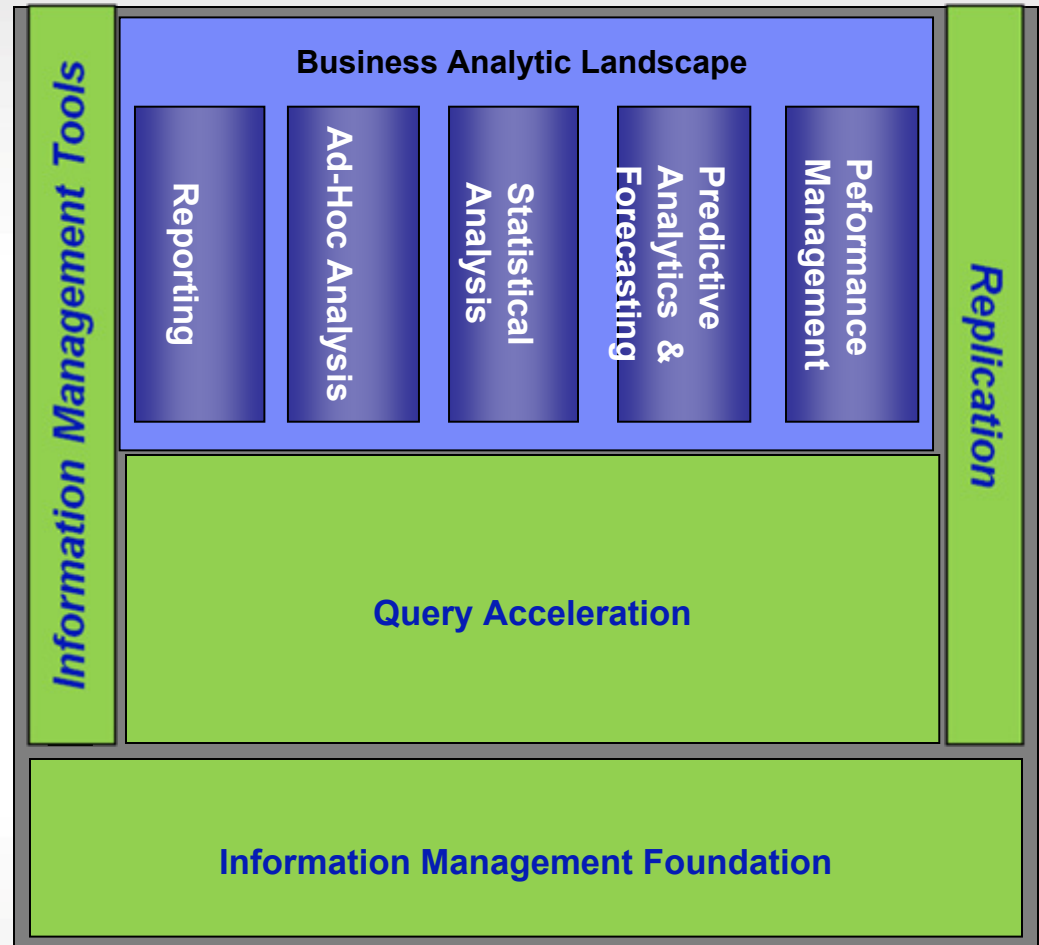 Information Management Tools
Business Analytic Landscape
Reporting
Ad-Hoc Analysis
Statistical
Analysis
Predictive
Analytics &
Forecasting
Peformance
Management
Replication
Query Acceleration
Information Management Foundation